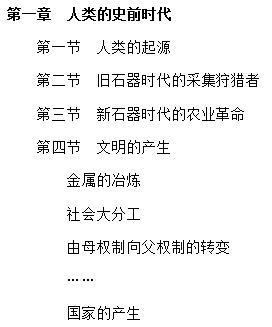 第一章　人类的史前时代
第一节　人类的起源
第二节　旧石器时代的采集狩猎者
第三节　新石器时代的农业革命
第四节　文明的产生
金属的冶炼
社会大分工
由母权制向父权制的转变
……
国家的产生